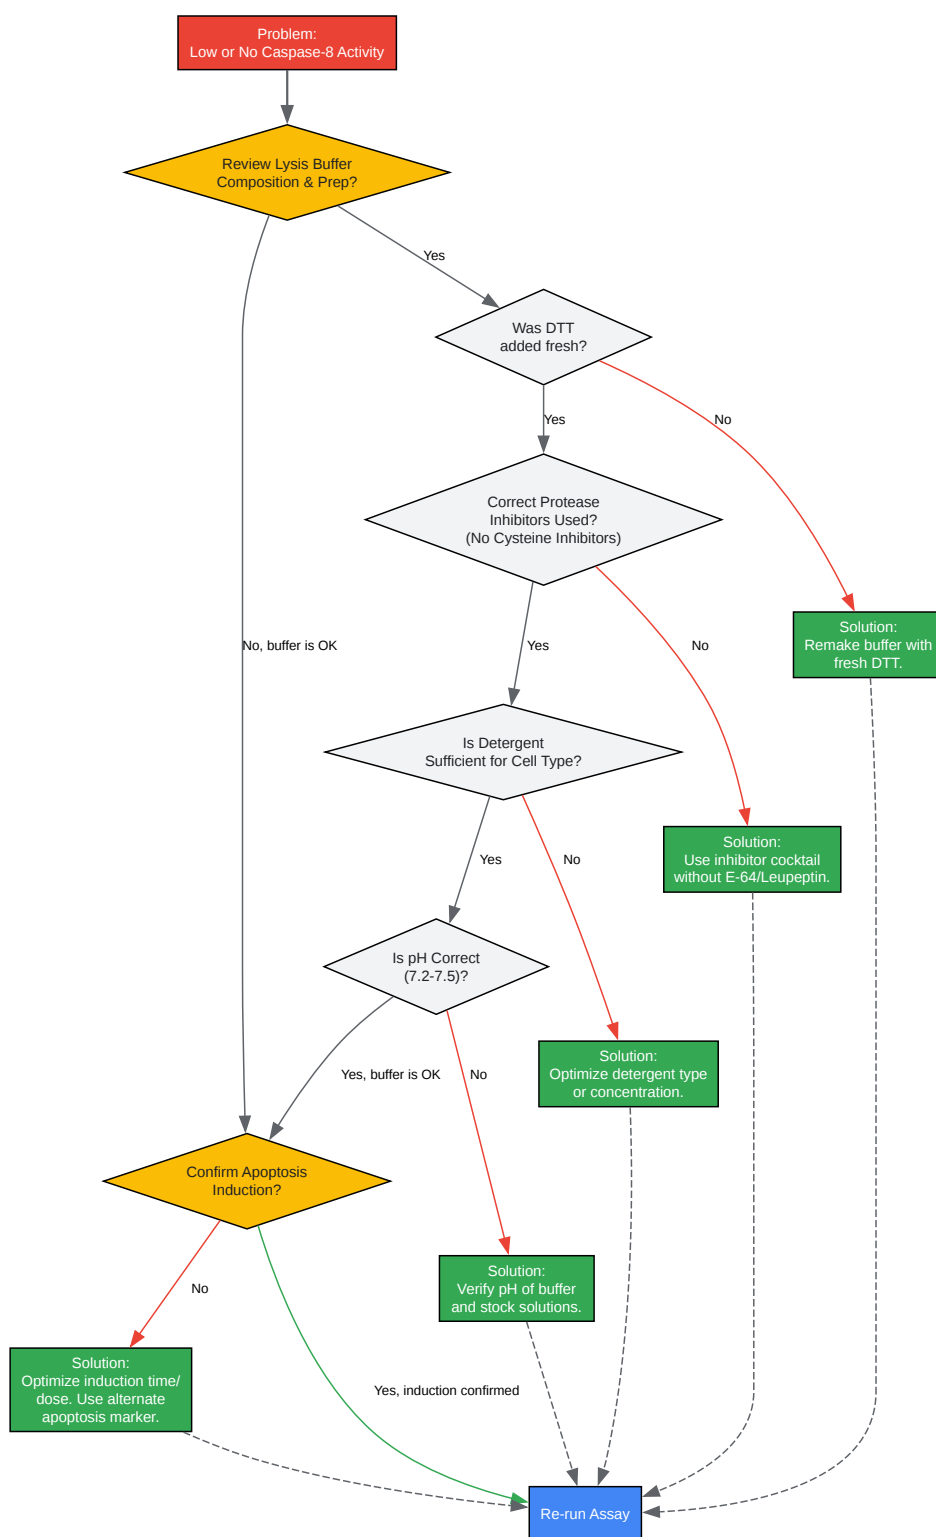 Problem:
Low or No Caspase-8 Activity
Review Lysis Buffer
Composition & Prep?
Yes
Was DTT
added fresh?
Yes
No
Correct Protease
Inhibitors Used?
(No Cysteine Inhibitors)
Solution:
Remake buffer with
fresh DTT.
No, buffer is OK
Yes
No
Is Detergent
Sufficient for Cell Type?
Solution:
Use inhibitor cocktail
without E-64/Leupeptin.
Yes
No
Is pH Correct
(7.2-7.5)?
Solution:
Optimize detergent type
or concentration.
Yes, buffer is OK
No
Confirm Apoptosis
Induction?
Solution:
Verify pH of buffer
and stock solutions.
No
Solution:
Optimize induction time/
dose. Use alternate
apoptosis marker.
Yes, induction confirmed
Re-run Assay